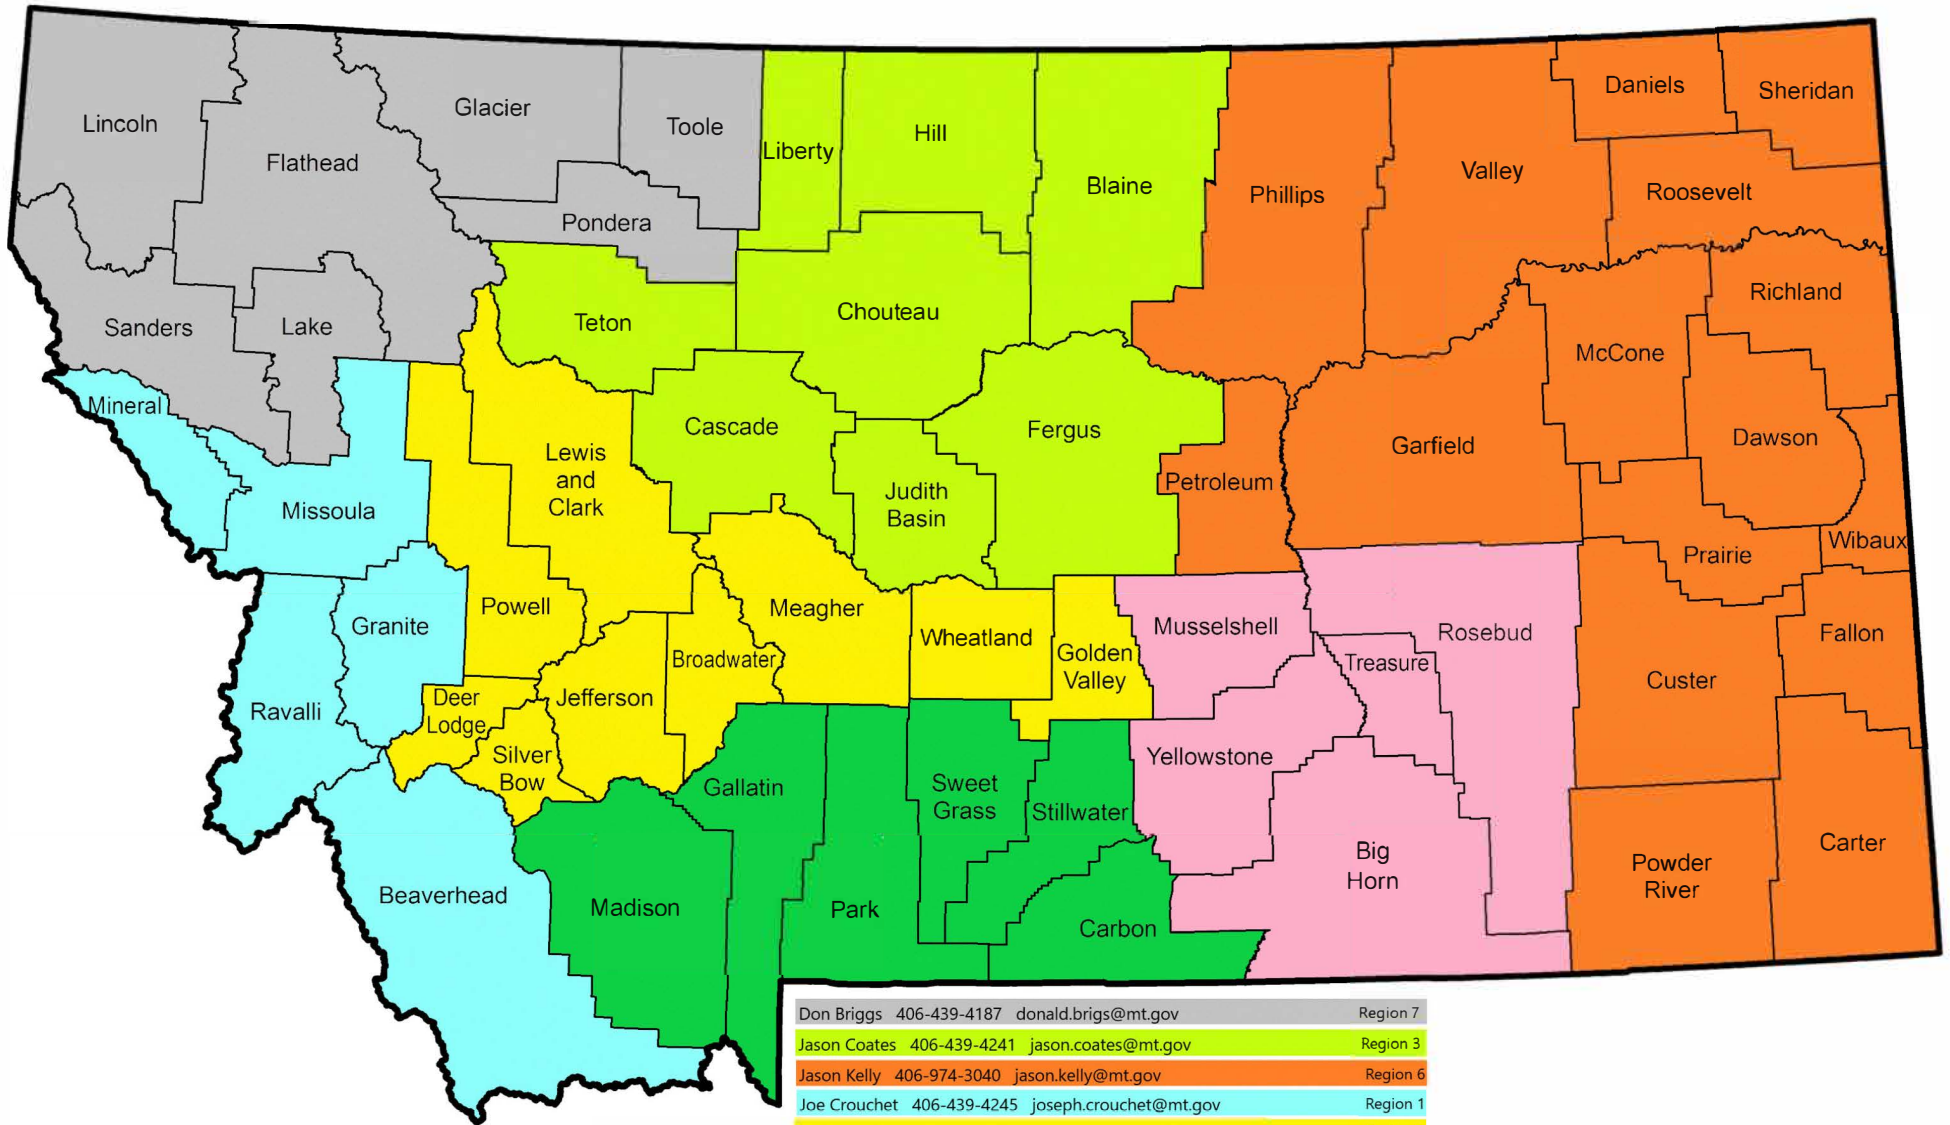 Lincoln
Flathead
Glacier
Toole
Liberty
Hill
Blaine
Phillips
Valley
Daniels
Sheridan
Roosevelt
Pondera
Teton
Chouteau
Richland
McCone
Sanders
Lake
Mineral
Missoula
Lewis
and
Clark
Cascade
Judith
Basin
Fergus
Petroleum
Garfield
Dawson
Prairie
Wibaux
Granite
Powell
Meagher
Wheatland
Golden
Valley
Musselshell
Rosebud
Treasure
Custer
Fallon
Ravalli
Deer
Lodge
Silver
Bow
Jefferson
Broadwater
Gallatin
Sweet
Grass
Stillwater
Yellowstone
Big
Horn
Powder
River
Carter
Beaverhead
Madison
Park
Carbon
Don Briggs 406-439-4187 donald.brigs@mt.gov Region 7
Jason Coates 406-439-4241 jason.coates@mt.gov Region 3
Jason Kelly 406-974-3040 jason.kelly@mt.gov Region 6
Joe Crouchet 406-439-4245 joseph.crouchet@mt.gov Region 1